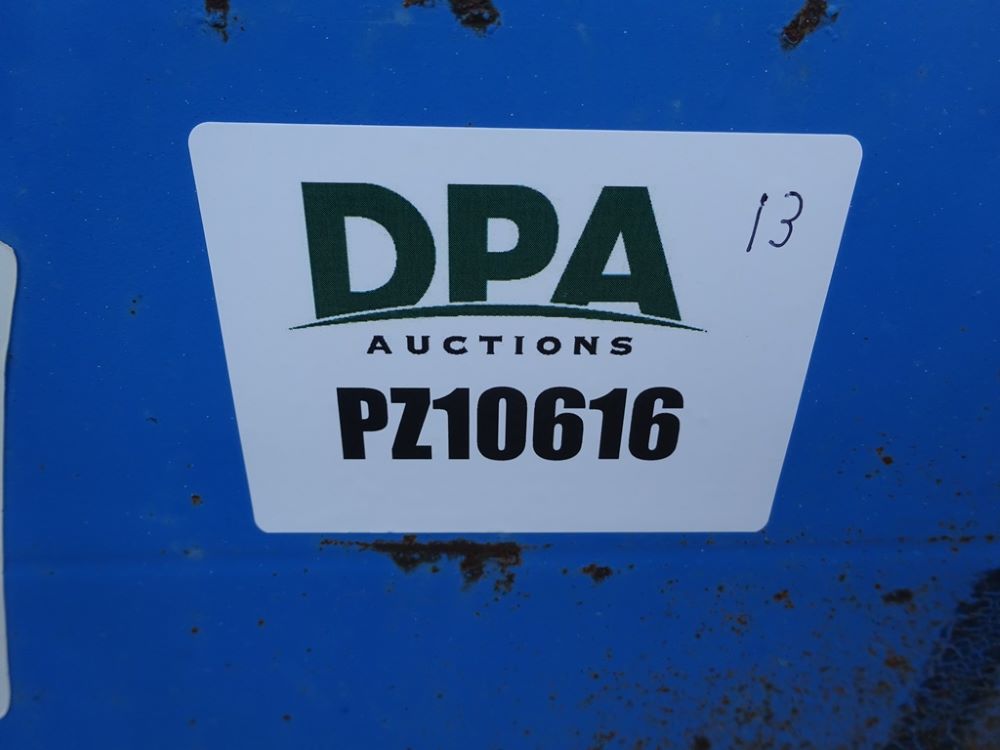 DPA
13
AUCTIONS
PZ10616